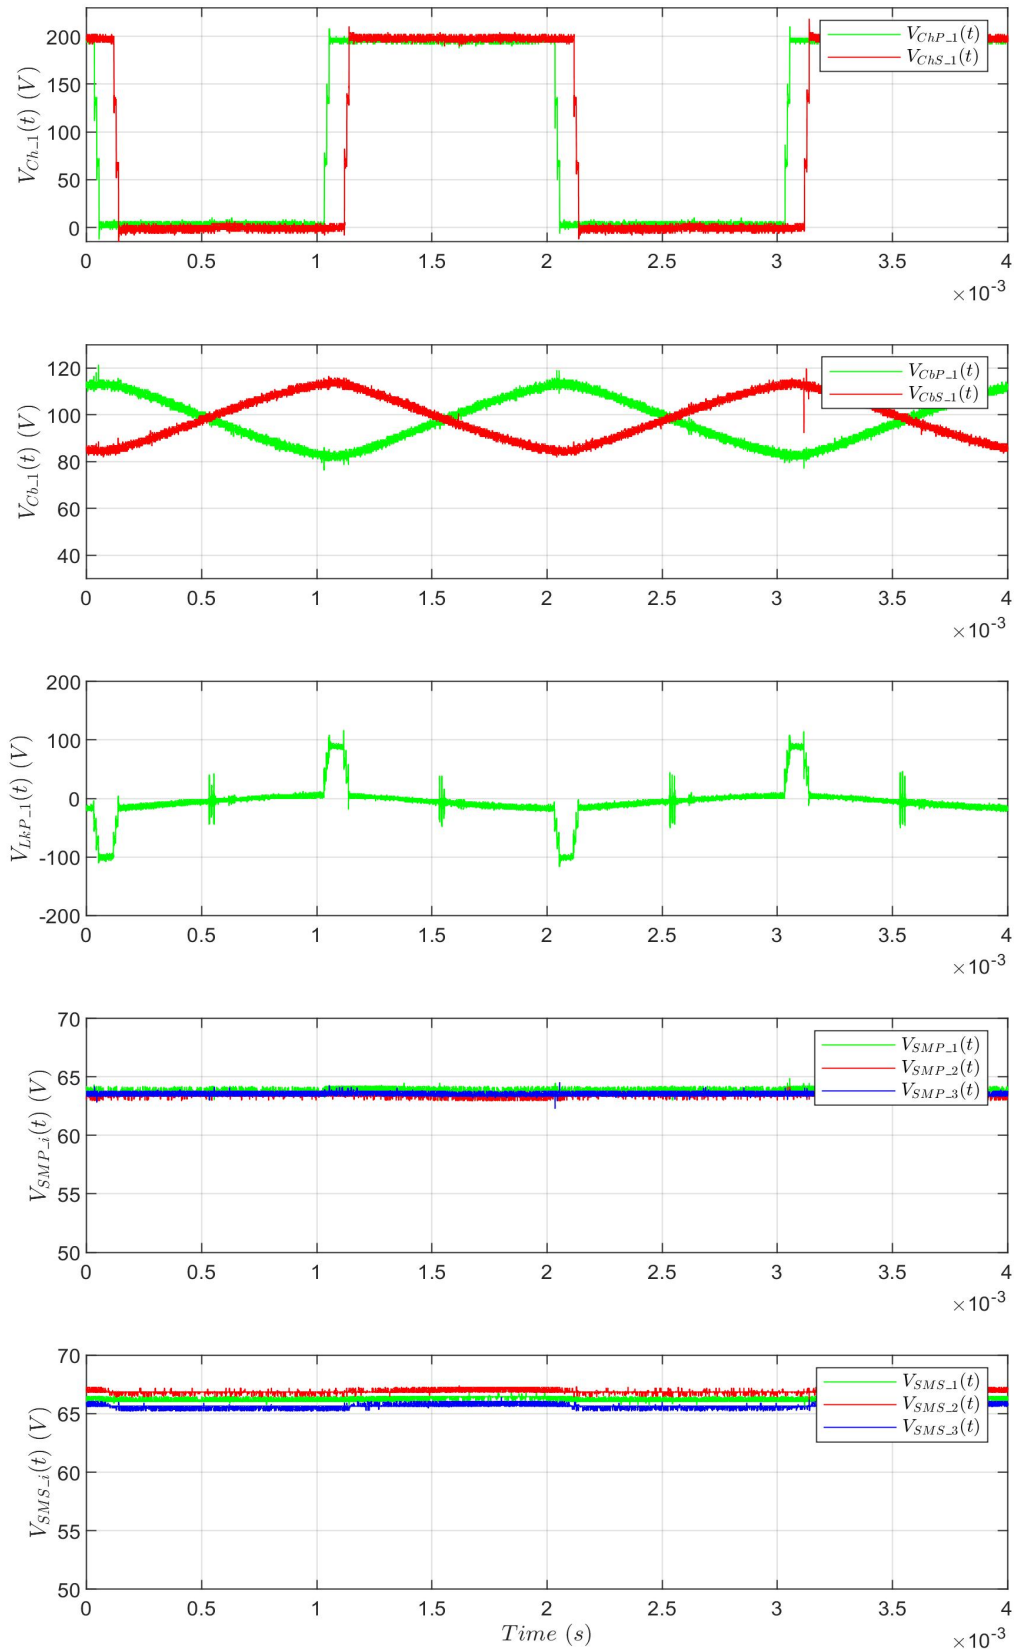 V_{Ch_1}(t) (V)
200
150
100
50
0
V_{ChP_1}(t)
V_{ChS_1}(t)
0 0.5 1 1.5 2 2.5 3 3.5 4
×10^{-3}
V_{Cb_1}(t) (V)
120
100
80
60
40
V_{CbP_1}(t)
V_{CbS_1}(t)
0 0.5 1 1.5 2 2.5 3 3.5 4
×10^{-3}
V_{LkP_1}(t) (V)
200
100
0
-100
-200
0 0.5 1 1.5 2 2.5 3 3.5 4
×10^{-3}
V_{SMP_i}(t) (V)
70
65
60
55
50
V_{SMP_1}(t)
V_{SMP_2}(t)
V_{SMP_3}(t)
0 0.5 1 1.5 2 2.5 3 3.5 4
×10^{-3}
V_{SMS_i}(t) (V)
70
65
60
55
50
V_{SMS_1}(t)
V_{SMS_2}(t)
V_{SMS_3}(t)
0 0.5 1 1.5 2 2.5 3 3.5 4
Time (s)
×10^{-3}